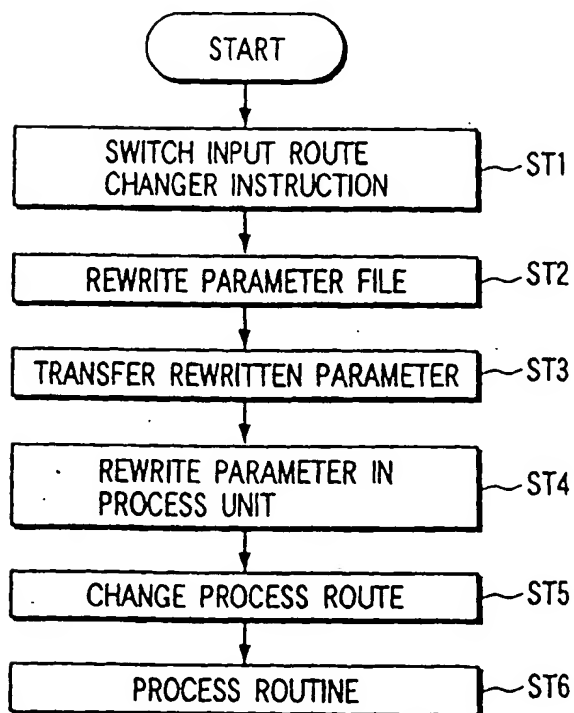 START
SWITCH INPUT ROUTE
CHANGER INSTRUCTION
ST1
REWRITE PARAMETER FILE
ST2
TRANSFER REWRITTEN PARAMETER
ST3
REWRITE PARAMETER IN
PROCESS UNIT
ST4
CHANGE PROCESS ROUTE
ST5
PROCESS ROUTINE
ST6